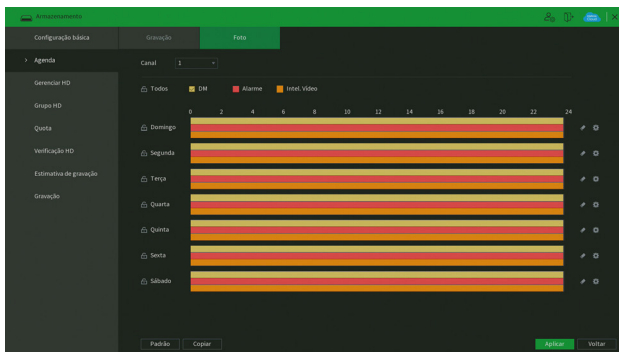 Armazenamento
Configuração básica
Gravação
Foto
Agenda
Canal
1
Gerenciar HD
Todos
DM
Alarme
Intel. Vídeo
Grupo HD
0 2 4 6 8 10 12 14 16 18 20 22 24
Quota
Domingo
Verificação HD
Segunda
Estimativa de gravação
Terça
Gravação
Quarta
Quinta
Sexta
Sábado
Padrão
Copiar
Aplicar
Voltar